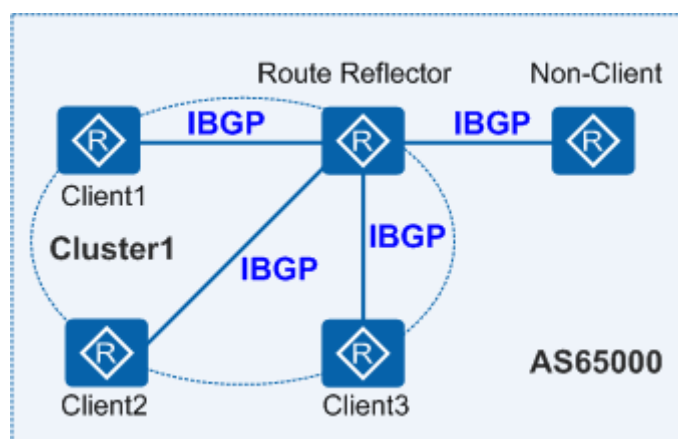 Route Reflector
Non-Client
R
IBGP
R
IBGP
R
Client1
Cluster1
IBGP
IBGP
R
R
AS65000
Client2
Client3